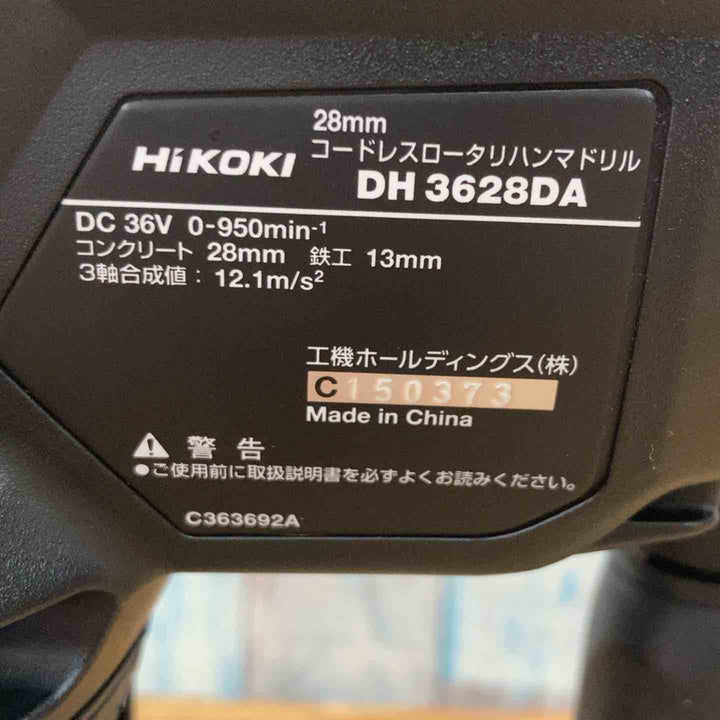 28mm
HiKOKI コードレスロータリハンマドリル
DH 3628DA
DC 36V 0-950min⁻¹
コンクリート 28mm 鉄工 13mm
3軸合成値：12.1m/s²
工機ホールディングス(株)
C150373
Made in China
警告
●ご使用前に取扱説明書を必ずよくお読みください。
C363692A